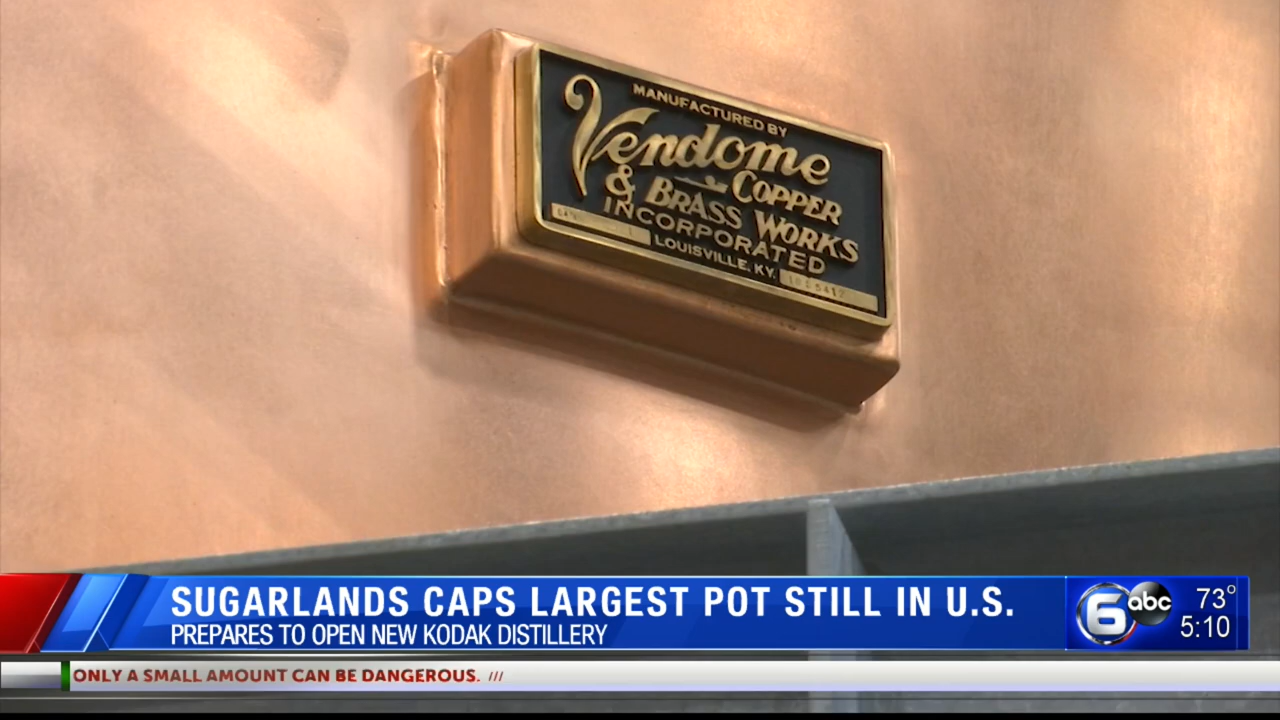 MANUFACTURED BY
Vendome
COPPER
& BRASS WORKS
INCORPORATED
LOUISVILLE, KY.
SUGARLANDS CAPS LARGEST POT STILL IN U.S.
PREPARES TO OPEN NEW KODAK DISTILLERY
6 abc
73°
5:10
ONLY A SMALL AMOUNT CAN BE DANGEROUS. ///